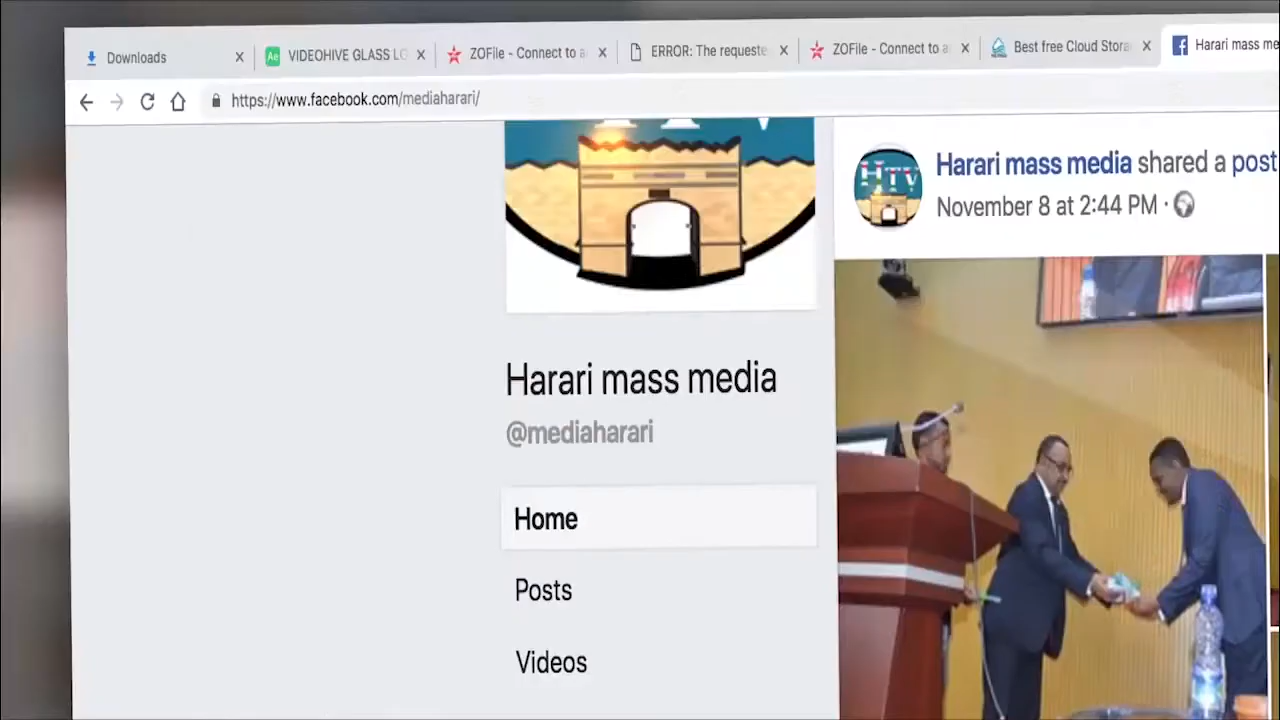 Downloads
VIDEOHIVE GLASS LO
ZOFile - Connect to a
ERROR: The requeste
ZOFile - Connect to a
Best free Cloud Stora
Harari mass me
https://www.facebook.com/mediaharari/
Harari mass media
@mediaharari
Home
Posts
Videos
HTV
Harari mass media shared a post
November 8 at 2:44 PM ·